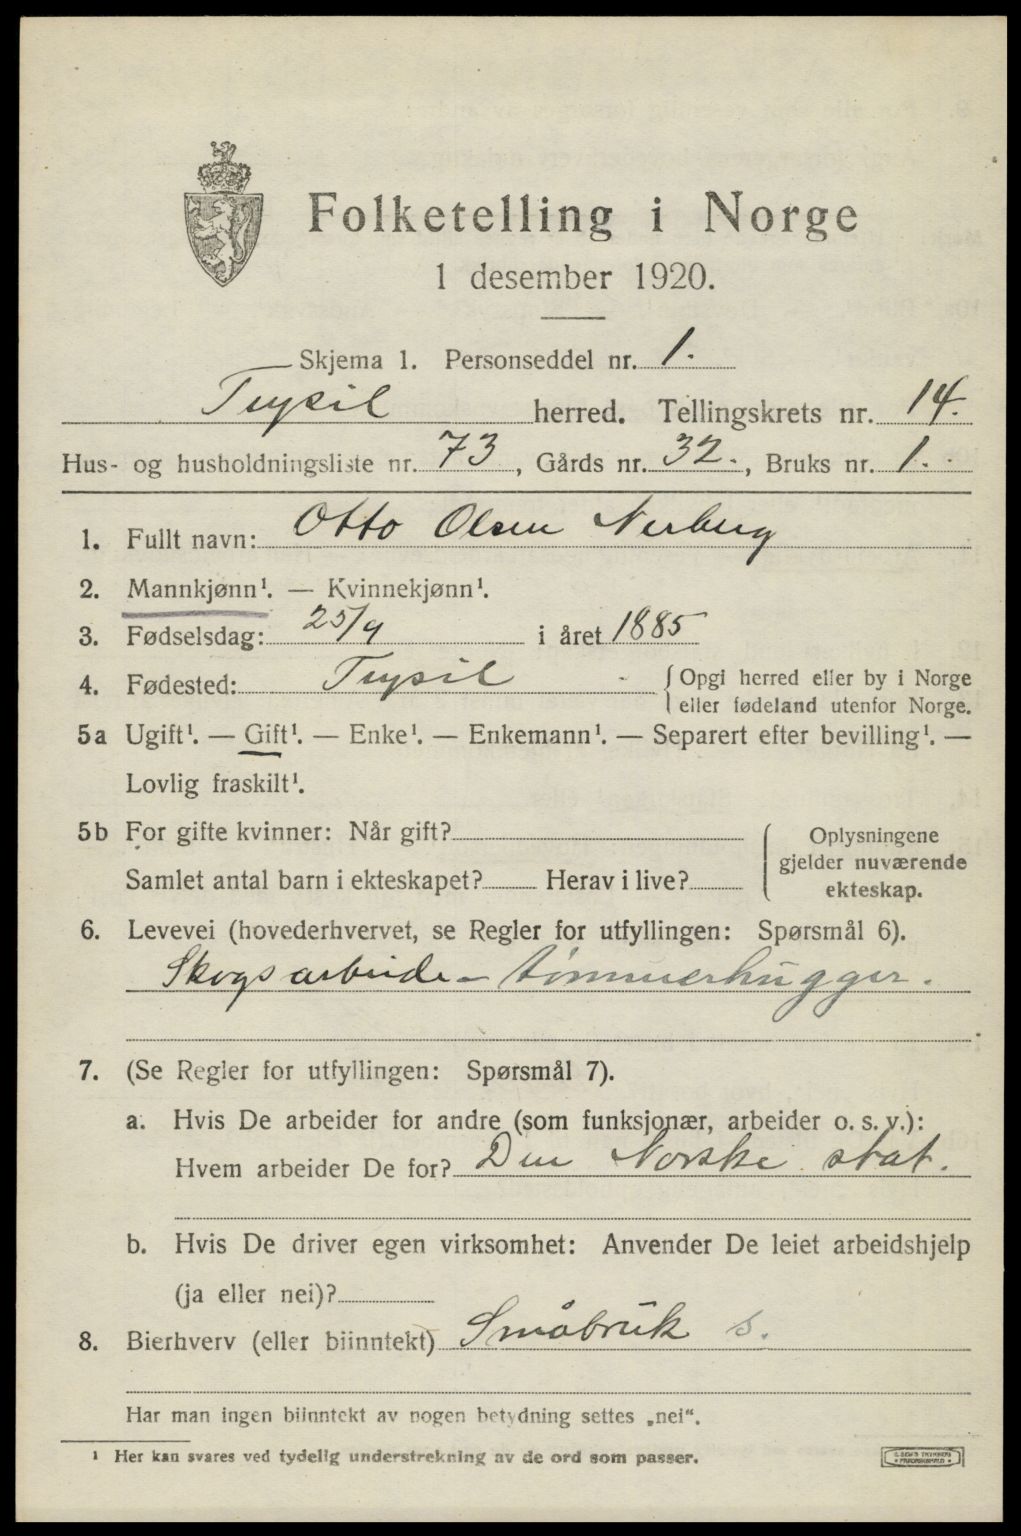 Folketelling i Norge
1 desember 1920.
Skjema 1. Personseddel nr. 1.
Trysil herred. Tellingskrets nr. 14.
Hus- og husholdningsliste nr. 73, Gårds nr. 32., Bruks nr. 1.
1. Fullt navn: Otto Olsen Nerberg
2. Mannkjønn¹. — Kvinnekjønn¹.
3. Fødselsdag: 25/9 i året 1885
4. Fødested: Trysil { Opgi herred eller by i Norge
eller fødeland utenfor Norge.
5a Ugift¹. — Gift¹. — Enke¹. — Enkemann¹. — Separert efter bevilling¹. —
Lovlig fraskilt¹.
5b For gifte kvinner: Når gift?
Samlet antal barn i ekteskapet? Herav i live?
{ Oplysningene
gjelder nuværende
ekteskap.
6. Levevei (hovederhvervet, se Regler for utfyllingen: Spørsmål 6).
Skogsarbeide - tømmerhugger.
7. (Se Regler for utfyllingen: Spørsmål 7).
a. Hvis De arbeider for andre (som funksjonær, arbeider o. s. v.):
Hvem arbeider De for? Den Norske stat.
b. Hvis De driver egen virksomhet: Anvender De leiet arbeidshjelp
(ja eller nei)?
8. Bierhverv (eller biinntekt) Småbruk s.
Har man ingen biinntekt av nogen betydning settes „nei“.
¹ Her kan svares ved tydelig understrekning av de ord som passer.